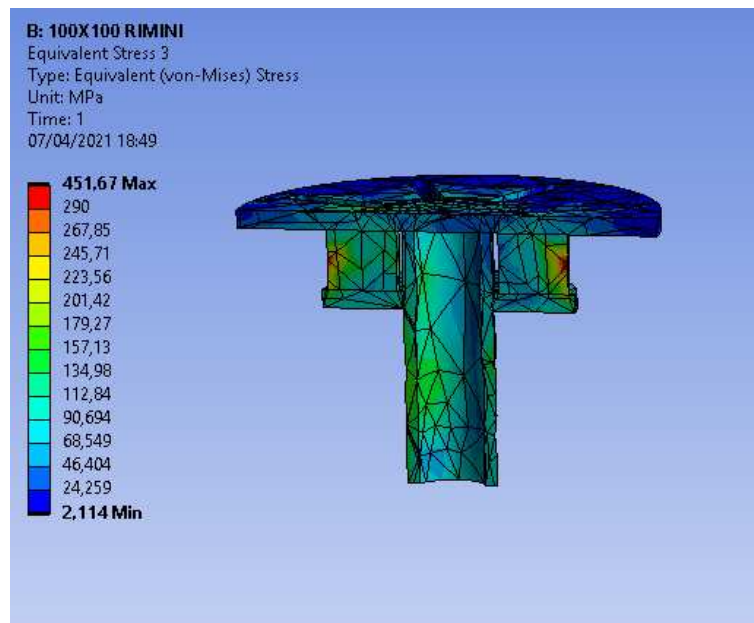 B: 100X100 RIMINI
Equivalent Stress 3
Type: Equivalent (von-Mises) Stress
Unit: MPa
Time: 1
07/04/2021 18:49
451,67 Max
290
267,85
245,71
223,56
201,42
179,27
157,13
134,98
112,84
90,694
68,549
46,404
24,259
2,114 Min